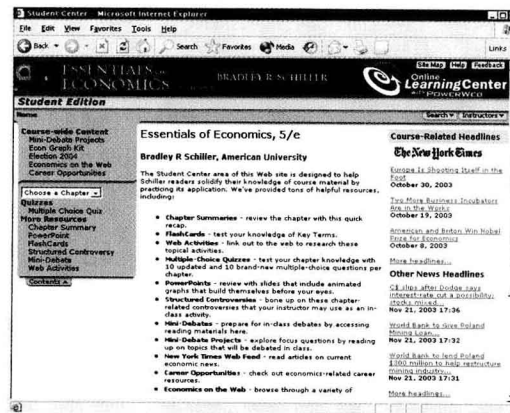 Student Center - Microsoft Internet Explorer
File Edit View Favorites Tools Help
Back Search Favorites Media Links
Site Map Help Feedback
ESSENTIALS OF ECONOMICS
BRADLEY R SCHILLER
Online Learning Center with POWERWEB
Student Edition
Home Search Instructors
Course-wide Content
Mini-Debate Projects
Econ Graph Kit
Election 2004
Economics on the Web
Career Opportunities
Choose a Chapter
Quizzes
Multiple Choice Quiz
More Resources
Chapter Summary
PowerPoint
FlashCards
Structured Controversy
Mini-Debate
Web Activities
Contents
Essentials of Economics, 5/e
Bradley R Schiller, American University
The Student Center area of this Web site is designed to help
Schiller readers solidify their knowledge of course material by
practicing its application. We've provided tons of helpful resources,
including:
• Chapter Summaries - review the chapter with this quick
recap.
• FlashCards - test your knowledge of Key Terms.
• Web Activities - link out to the web to research these
topical activities.
• Multiple-Choice Quizzes - test your chapter knowledge with
10 updated and 10 brand-new multiple-choice questions per
chapter.
• PowerPoints - review with slides that include animated
graphs that build themselves before your eyes.
• Structured Controversies - bone up on these chapter-
related controversies that your instructor may use as an in-
class activity.
• Mini-Debates - prepare for in-class debates by accessing
reading materials here.
• Mini-Debate Projects - explore focus questions by reading
up on topics that will be debated in class.
• New York Times Web Feed - read articles on current
economic news.
• Career Opportunities - check out economics-related career
resources.
• Economics on the Web - browse through a variety of
Course-Related Headlines
The New York Times
Europe Is Shooting Itself in the
Foot
October 30, 2003
Two More Business Incubators
Are in the Works
October 19, 2003
American and Briton Win Nobel
Prize for Economics
October 8, 2003
More headlines...
Other News Headlines
C$ slips after Dodge says
interest-rate cut a possibility;
stocks mixed...
Nov 21, 2003 17:36
World Bank to Give Poland
Mining Loan...
Nov 21, 2003 17:32
World Bank to lend Poland
$300 million to help restructure
mining industry...
Nov 21, 2003 17:31
More headlines...